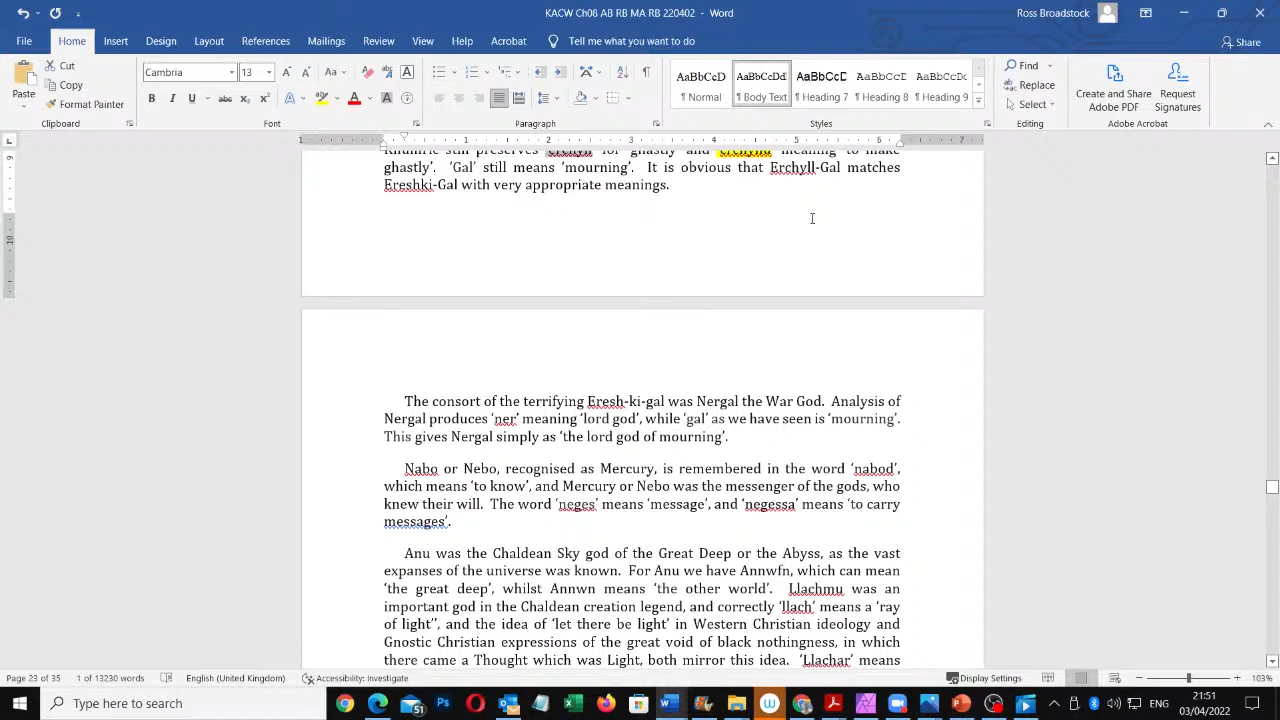 KACW Ch08 AB RB MA RB 220402 - Word
Ross Broadstock
File Home Insert Design Layout References Mailings Review View Help Acrobat Tell me what you want to do
Share
Paste
Cut
Copy
Format Painter
Clipboard
Cambria 13
Font
Paragraph
AaBbCcD AaBbCcDd AaBbCcD AaBbCcDd AaBbCcD
¶ Normal ¶ Body Text ¶ Heading 7 ¶ Heading 8 ¶ Heading 9
Styles
Find
Replace
Select
Editing
Create and Share Adobe PDF
Request Signatures
Adobe Acrobat
1 1 2 3 4 5 6 7
9
10
ghastly’. ‘Gal’ still means ‘mourning’. It is obvious that Erchyll-Gal matches
Ereshki-Gal with very appropriate meanings.
The consort of the terrifying Eresh-ki-gal was Nergal the War God. Analysis of
Nergal produces ‘ner’ meaning ‘lord god’, while ‘gal’ as we have seen is ‘mourning’.
This gives Nergal simply as ‘the lord god of mourning’.
Nabo or Nebo, recognised as Mercury, is remembered in the word ‘nabod’,
which means ‘to know’, and Mercury or Nebo was the messenger of the gods, who
knew their will. The word ‘neges’ means ‘message’, and ‘negessa’ means ‘to carry
messages’.
Anu was the Chaldean Sky god of the Great Deep or the Abyss, as the vast
expanses of the universe was known. For Anu we have Annwfn, which can mean
‘the great deep’, whilst Annwn means ‘the other world’. Llachmu was an
important god in the Chaldean creation legend, and correctly ‘llach’ means a ‘ray
of light’’, and the idea of ‘let there be light’ in Western Christian ideology and
Gnostic Christian expressions of the great void of black nothingness, in which
there came a Thought which was Light, both mirror this idea. ‘Llachar’ means
Page 23 of 35 1 of 13230 words English (United Kingdom) Accessibility: Investigate Display Settings 103%
Type here to search
51
ENG
21:51
03/04/2022